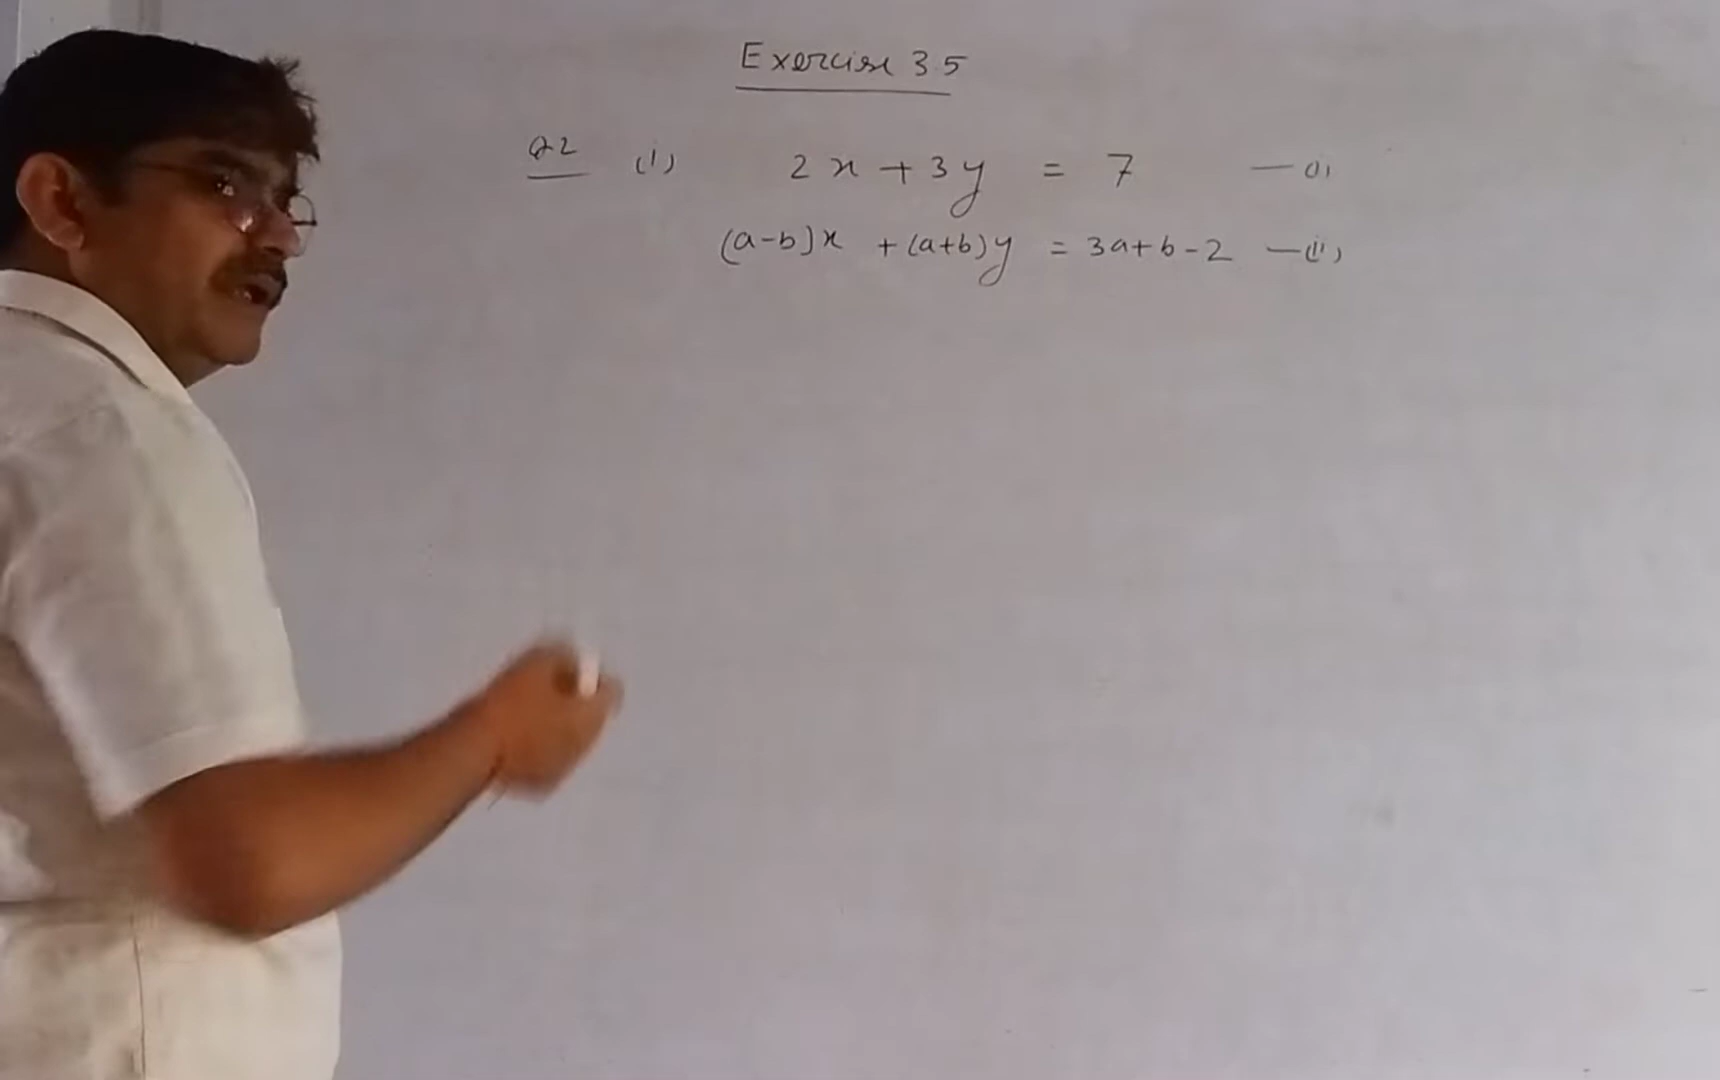 Exercise 3.5
Q2 (i) 2x + 3y = 7 — (i)
(a-b)x + (a+b)y = 3a+b-2 — (ii)